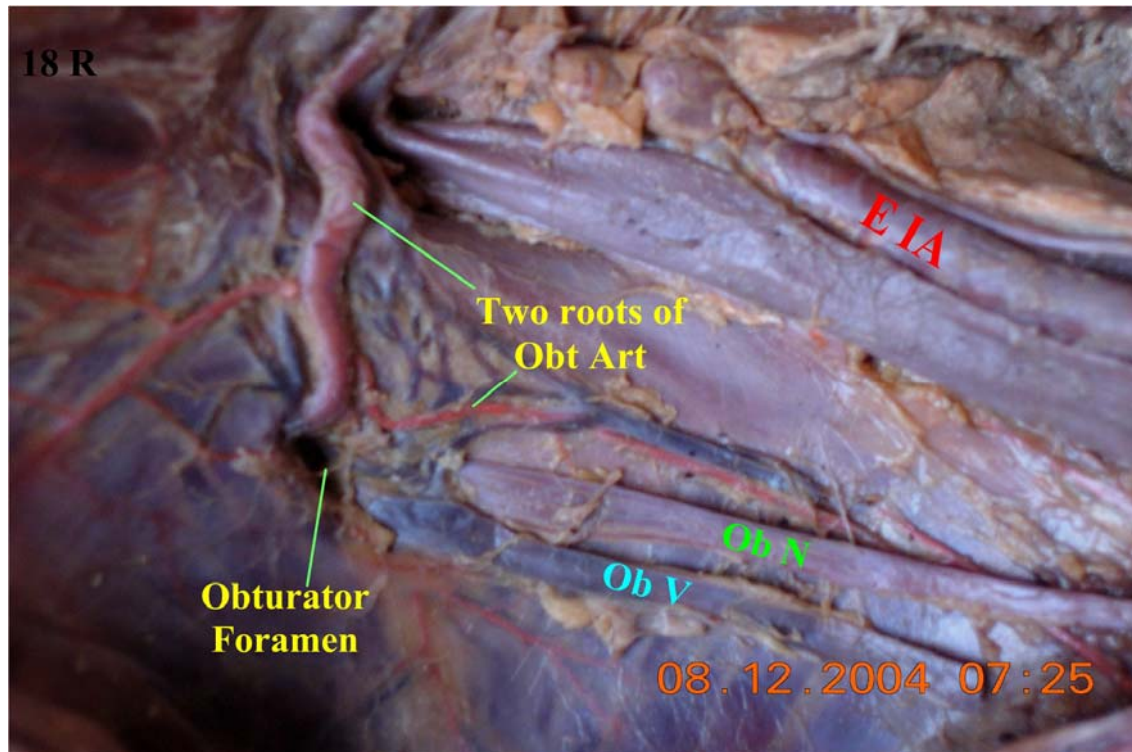 18 R
E IA
Two roots of
Obt Art
Ob N
Ob V
Obturator
Foramen
08.12.2004 07:25